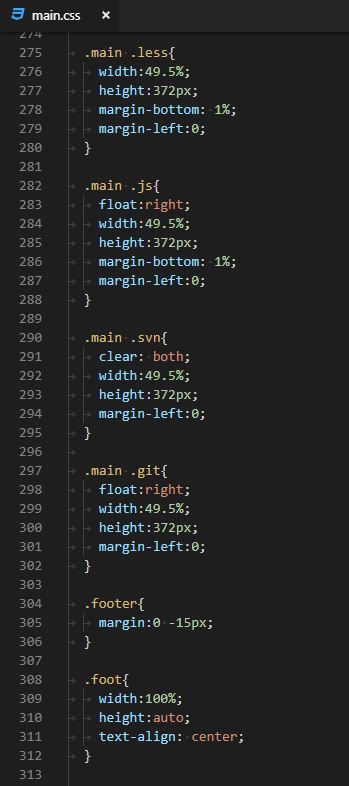 main.css ×
274
275 .main .less{
276 width:49.5%;
277 height:372px;
278 margin-bottom: 1%;
279 margin-left:0;
280 }
281
282 .main .js{
283 float:right;
284 width:49.5%;
285 height:372px;
286 margin-bottom: 1%;
287 margin-left:0;
288 }
289
290 .main .svn{
291 clear: both;
292 width:49.5%;
293 height:372px;
294 margin-left:0;
295 }
296
297 .main .git{
298 float:right;
299 width:49.5%;
300 height:372px;
301 margin-left:0;
302 }
303
304 .footer{
305 margin:0 -15px;
306 }
307
308 .foot{
309 width:100%;
310 height:auto;
311 text-align: center;
312 }
313